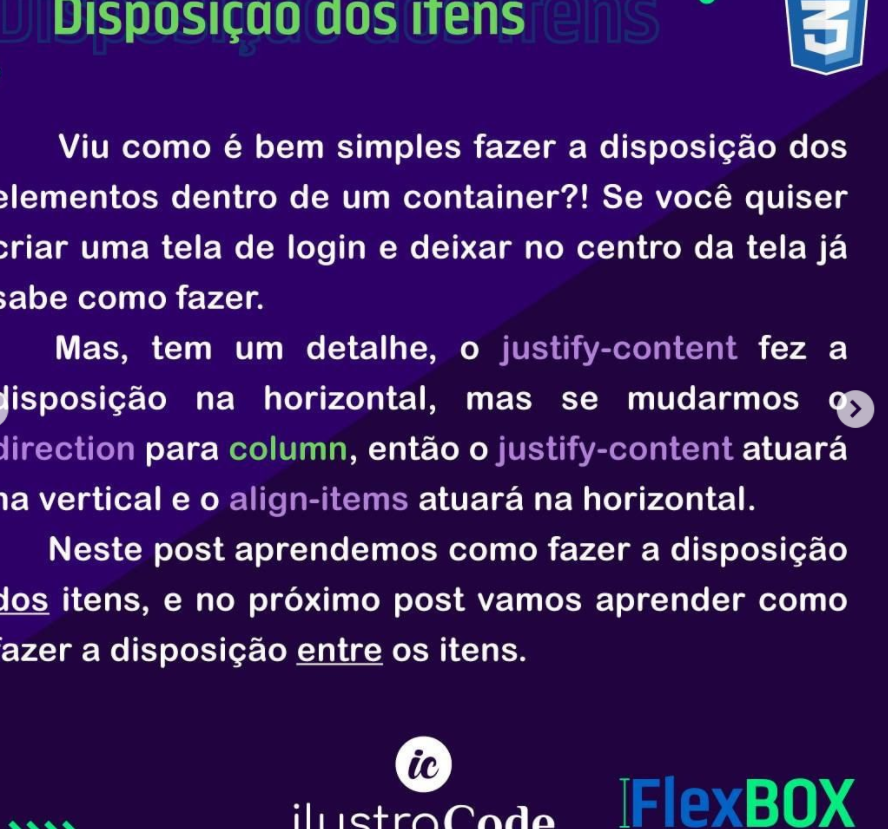 Disposição dos itens
3
Viu como é bem simples fazer a disposição dos
elementos dentro de um container?! Se você quiser
criar uma tela de login e deixar no centro da tela já
sabe como fazer.
Mas, tem um detalhe, o justify-content fez a
disposição na horizontal, mas se mudarmos o
direction para column, então o justify-content atuará
na vertical e o align-items atuará na horizontal.
Neste post aprendemos como fazer a disposição
dos itens, e no próximo post vamos aprender como
fazer a disposição entre os itens.
ic
ilustraCode
FlexBOX